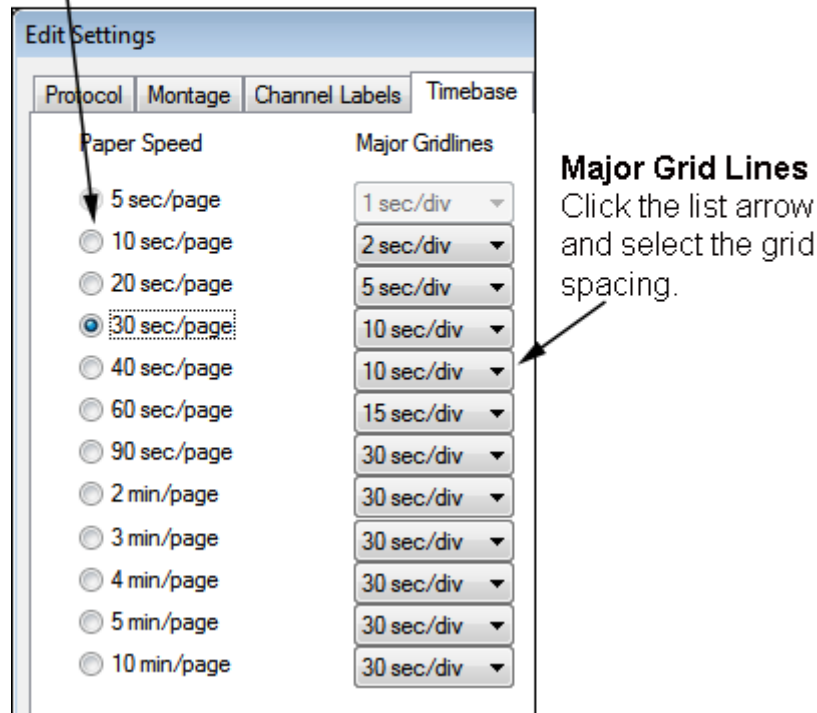 Edit Settings
Protocol Montage Channel Labels Timebase
Paper Speed Major Gridlines
5 sec/page 1 sec/div
10 sec/page 2 sec/div
20 sec/page 5 sec/div
30 sec/page 10 sec/div
40 sec/page 10 sec/div
60 sec/page 15 sec/div
90 sec/page 30 sec/div
2 min/page 30 sec/div
3 min/page 30 sec/div
4 min/page 30 sec/div
5 min/page 30 sec/div
10 min/page 30 sec/div
Major Grid Lines
Click the list arrow
and select the grid
spacing.